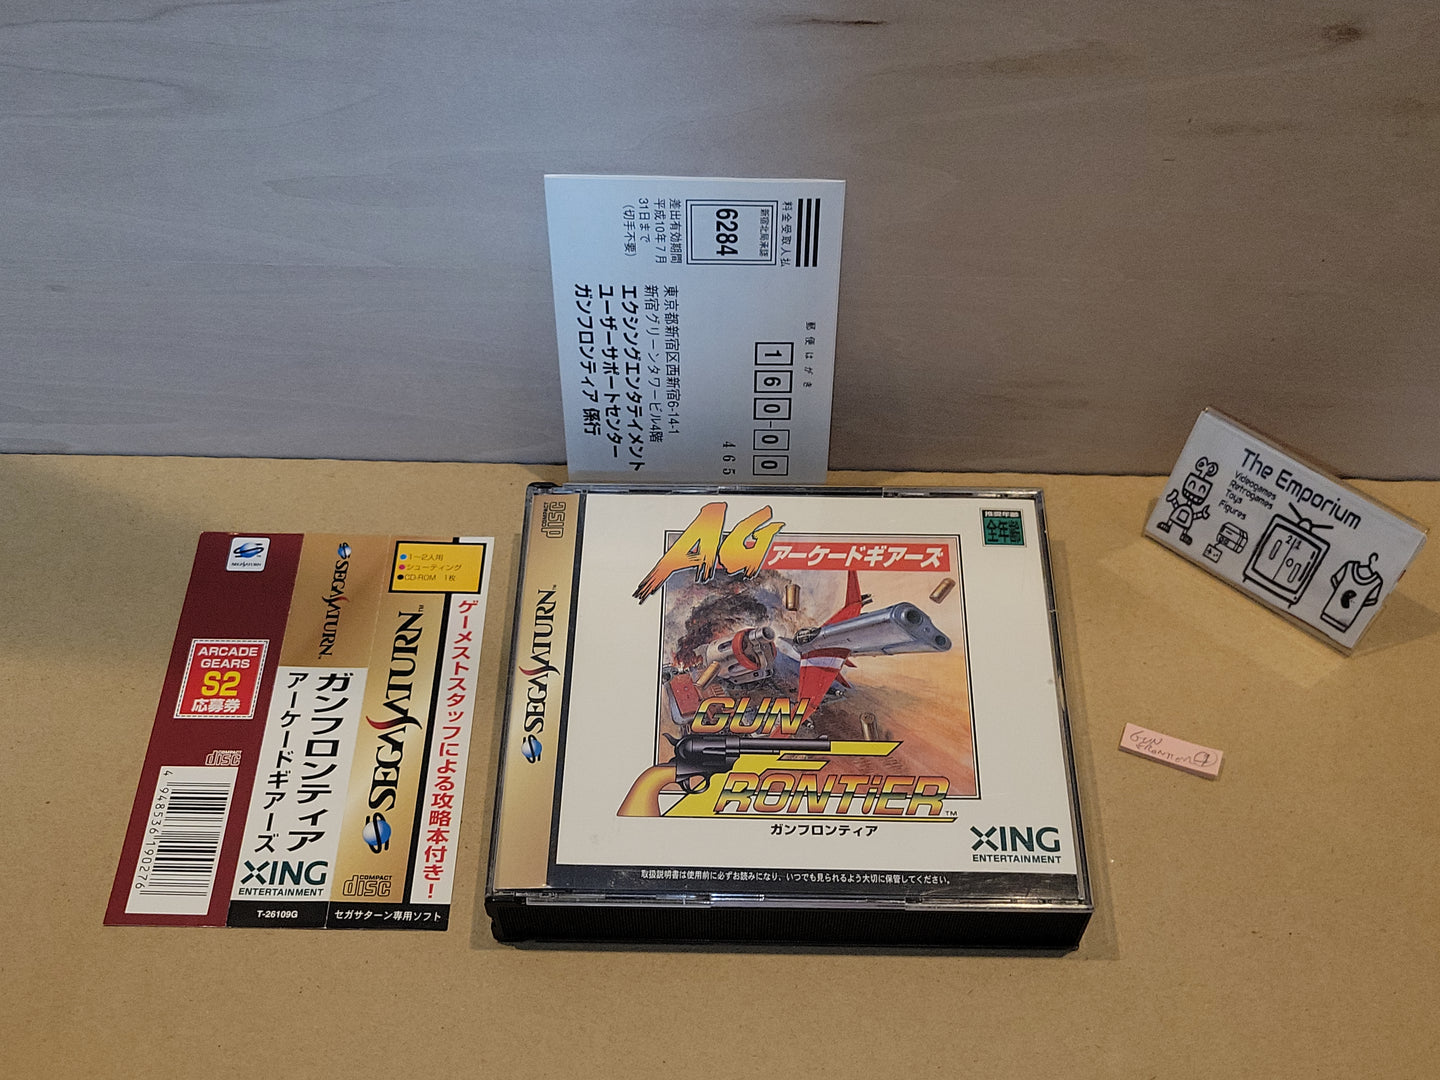 料金受取人払
新宿北局承認
6284
差出有効期間
平成10年7月
31日まで
(切手不要)
郵便はがき
160-00
465
東京都新宿区西新宿6-14-1
新宿グリーンタワービル4階
エクシングエンタテイメント
ユーザーサポートセンター
ガンフロンティア 係行
SEGA SATURN
ARCADE
GEARS
S2
応募券
COMPACT
disc
4 948536 190276
SEGA SATURN™
ガンフロンティア
アーケードギアーズ
XING
ENTERTAINMENT
T-26109G
1～2人用
シューティング
CD-ROM 1枚
SEGA SATURN™
COMPACT
disc
セガサターン専用ソフト
ゲーメストスタッフによる攻略本付き!
COMPACT
disc
SEGA SATURN™
AG
アーケードギアーズ
推奨年齢
全年齢
GUN
FRONTiER™
ガンフロンティア
XING
ENTERTAINMENT
取扱説明書は使用前に必ずお読みになり、いつでも見られるよう大切に保管してください。
The Emporium
Videogames
Retrogames
Toys
Figures
GUN
FRONTIER